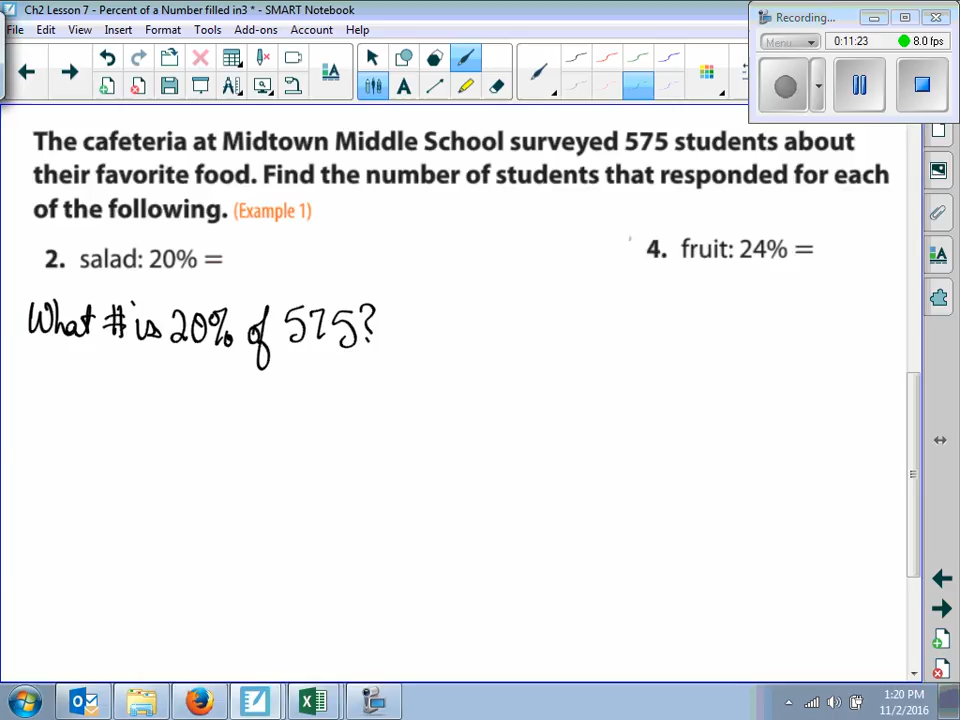 Ch2 Lesson 7 - Percent of a Number filled in3 * - SMART Notebook
Recording...
File Edit View Insert Format Tools Add-ons Account Help
Menu 0:11:23 8.0 fps
The cafeteria at Midtown Middle School surveyed 575 students about
their favorite food. Find the number of students that responded for each
of the following. (Example 1)
2. salad: 20% =
4. fruit: 24% =
What # is 20% of 575?
1:20 PM
11/2/2016